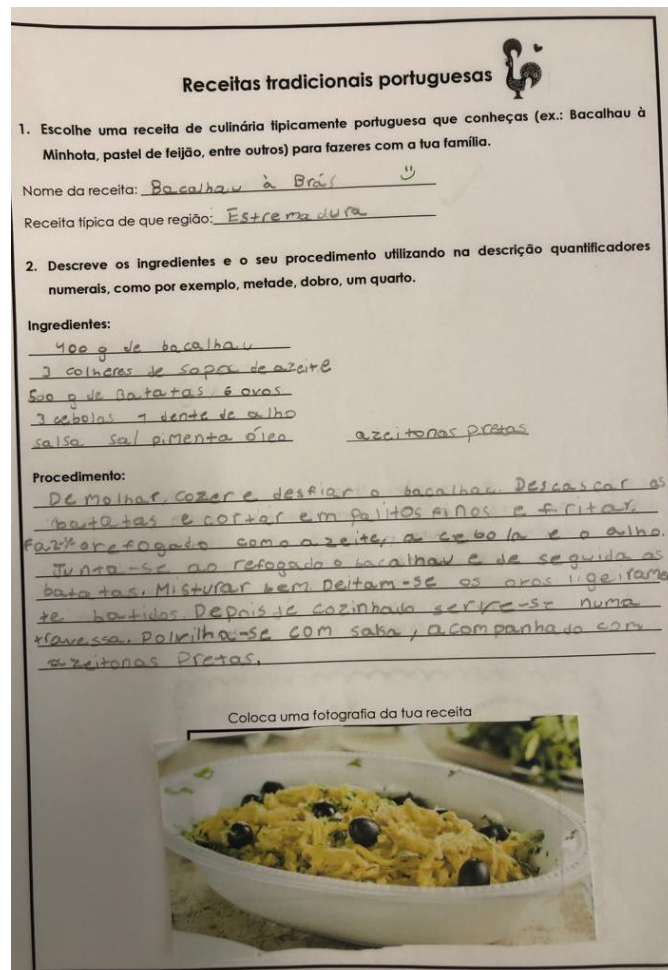 Receitas tradicionais portuguesas
1. Escolhe uma receita de culinária tipicamente portuguesa que conheças (ex.: Bacalhau à
Minhota, pastel de feijão, entre outros) para fazeres com a tua família.
Nome da receita: Bacalhau à Brás
Receita típica de que região: Estremadura
2. Descreve os ingredientes e o seu procedimento utilizando na descrição quantificadores
numerais, como por exemplo, metade, dobro, um quarto.
Ingredientes:
400 g de bacalhau
3 colheres de sopa de azeite
500 g de Batatas 6 ovos
3 cebolas 1 dente de alho
salsa sal pimenta óleo azeitonas pretas
Procedimento:
Demolhar, cozer e desfiar o bacalhau. Descascar as
batatas e cortar em palitos finos e fritar.
Faz-se o refogado com o azeite, a cebola e o alho.
Junta-se ao refogado o bacalhau e de seguida as
batatas. Misturar bem. Deitam-se os ovos ligeirame
te batidos. Depois de cozinhado serve-se numa
travessa. Polvilha-se com salsa, acompanhado com
azeitonas Pretas.
Coloca uma fotografia da tua receita